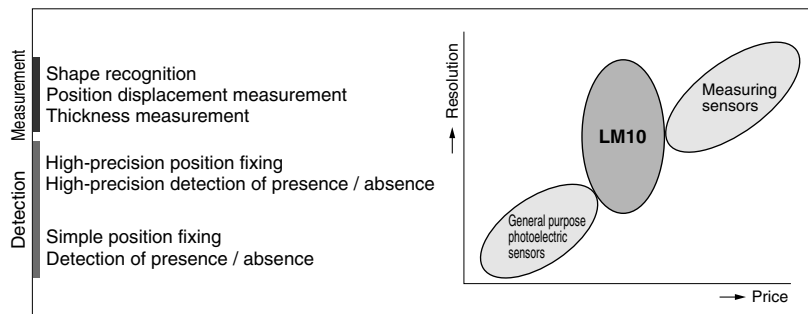 Measurement
Shape recognition
Position displacement measurement
Thickness measurement
Detection
High-precision position fixing
High-precision detection of presence / absence
Simple position fixing
Detection of presence / absence
Resolution
Measuring
sensors
LM10
General purpose
photoelectric
sensors
Price